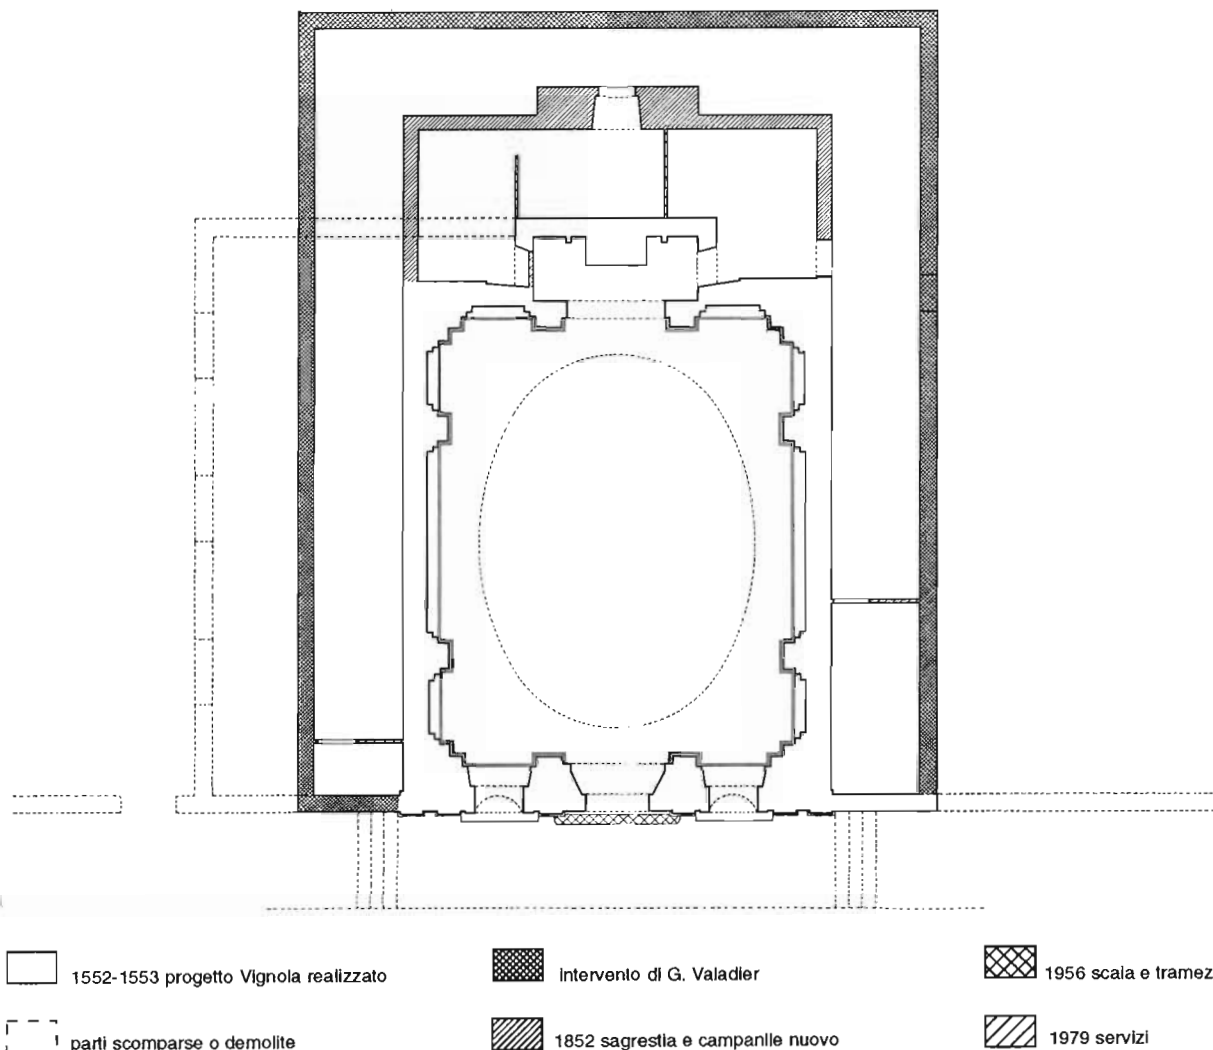 1552-1553 progetto Vignola realizzato
intervento di G. Valadier
1956 scala e tramez
parti scomparse o demolite
1852 sagrestia e campanile nuovo
1979 servizi